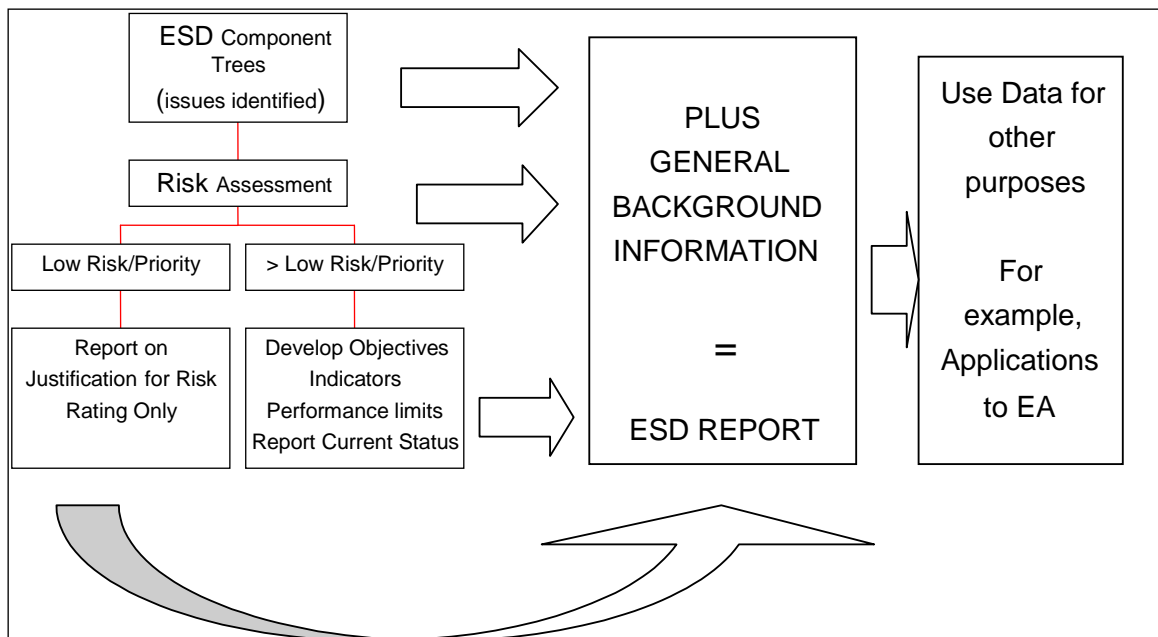 ESD Component
Trees
(issues identified)
Risk Assessment
Low Risk/Priority
> Low Risk/Priority
Report on
Justification for Risk
Rating Only
Develop Objectives
Indicators
Performance limits
Report Current Status
PLUS
GENERAL
BACKGROUND
INFORMATION
=
ESD REPORT
Use Data for
other
purposes
For
example,
Applications
to EA